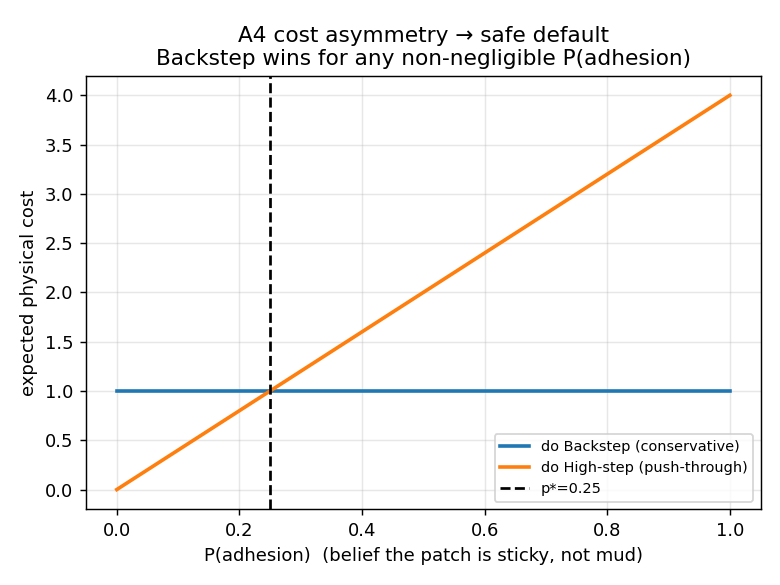 A4 cost asymmetry → safe default
Backstep wins for any non-negligible P(adhesion)
expected physical cost
4.0
3.5
3.0
2.5
2.0
1.5
1.0
0.5
0.0
do Backstep (conservative)
do High-step (push-through)
p*=0.25
0.0 0.2 0.4 0.6 0.8 1.0
P(adhesion)  (belief the patch is sticky, not mud)